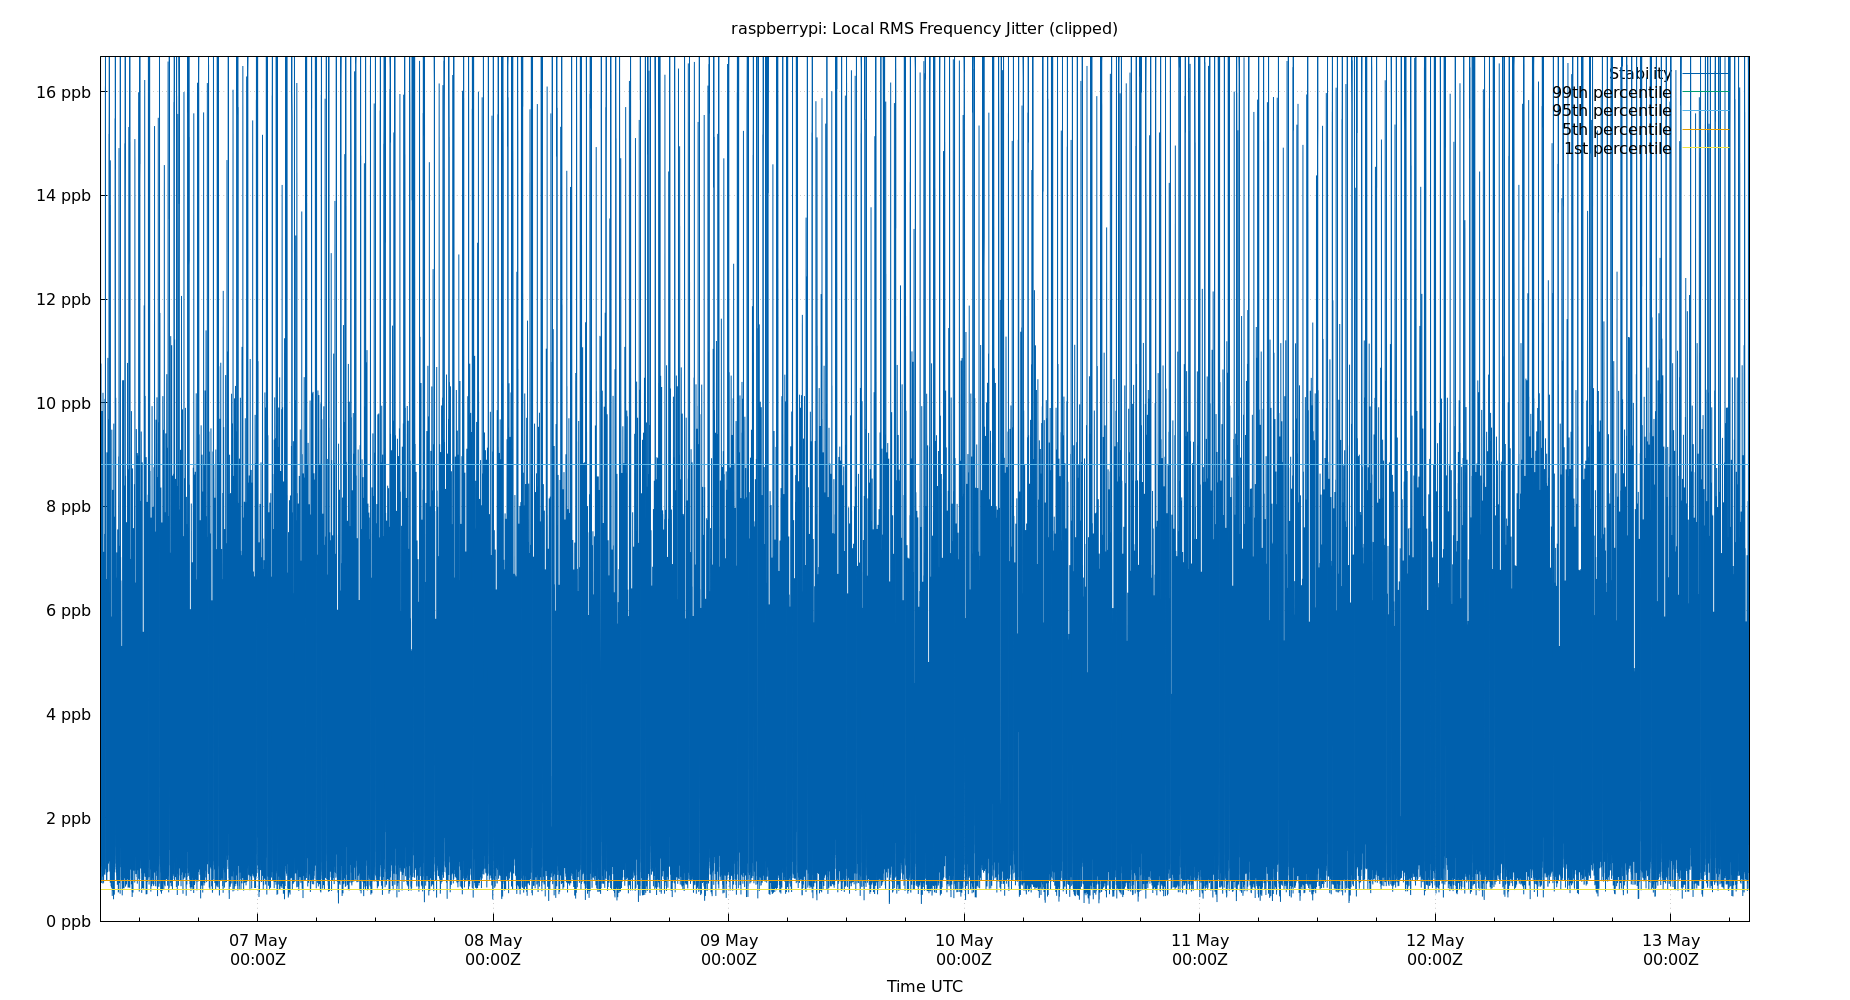 raspberrypi: Local RMS Frequency Jitter (clipped)
Stability
99th percentile
95th percentile
5th percentile
1st percentile
16 ppb
14 ppb
12 ppb
10 ppb
8 ppb
6 ppb
4 ppb
2 ppb
0 ppb
07 May 08 May 09 May 10 May 11 May 12 May 13 May
00:00Z 00:00Z 00:00Z 00:00Z 00:00Z 00:00Z 00:00Z
Time UTC